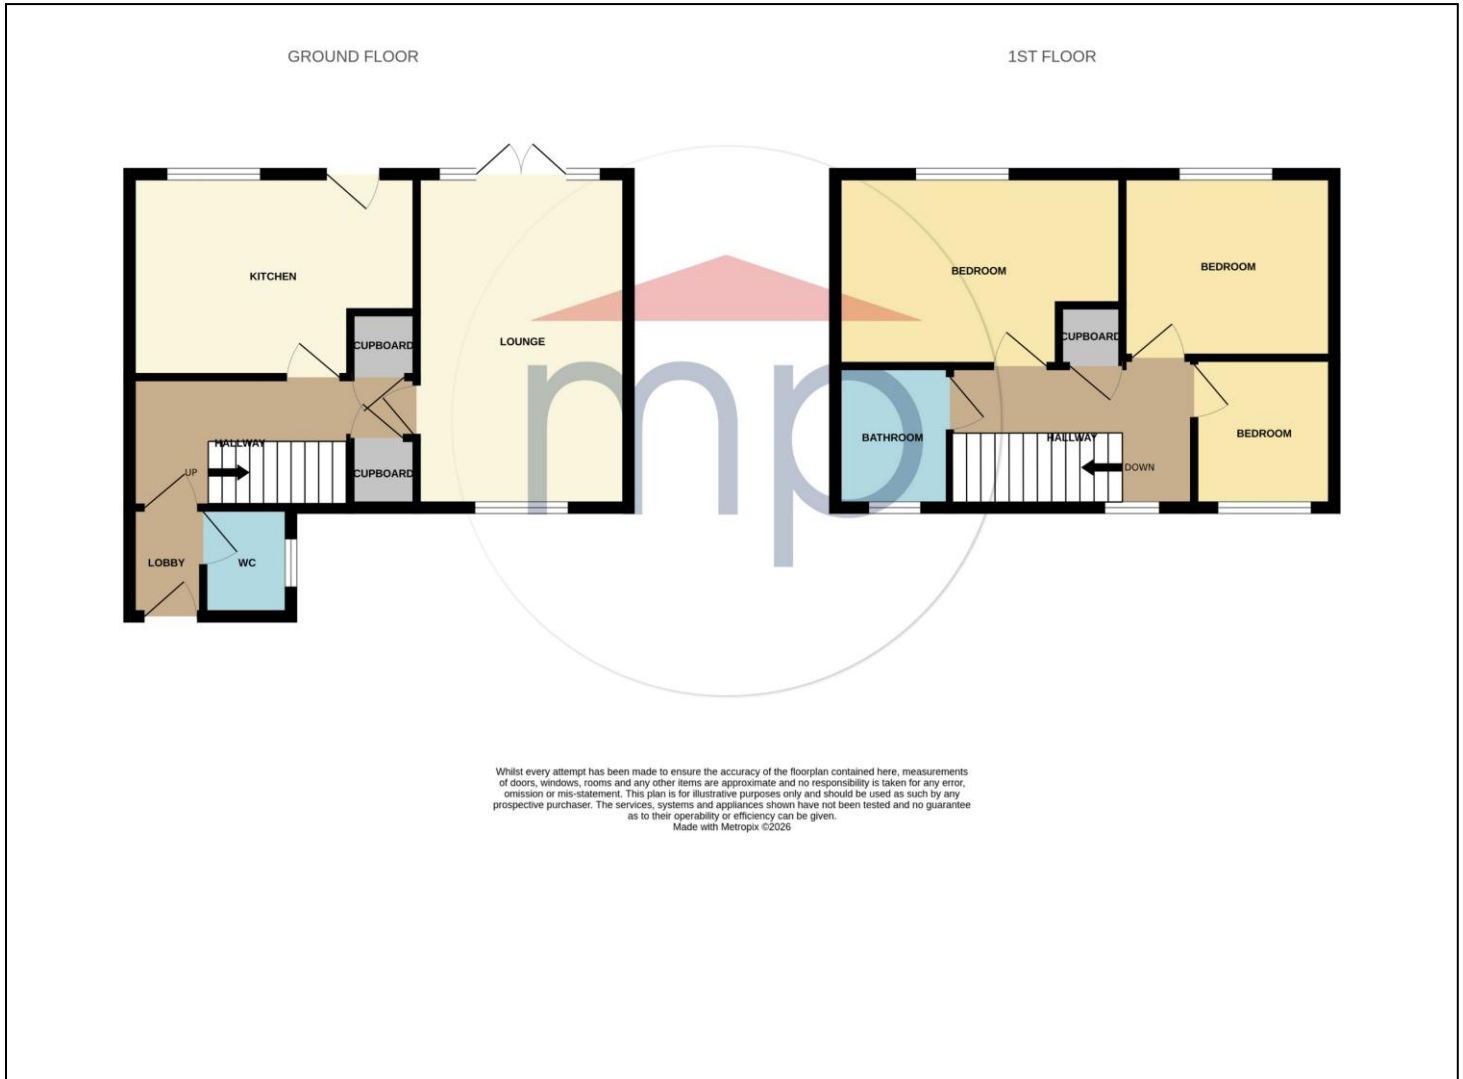 GROUND FLOOR
1ST FLOOR
KITCHEN
CUPBOARD
LOUNGE
HALLWAY
UP
CUPBOARD
LOBBY
WC
BEDROOM
BEDROOM
CUPBOARD
BATHROOM
HALLWAY
DOWN
BEDROOM
mp
Whilst every attempt has been made to ensure the accuracy of the floorplan contained here, measurements
of doors, windows, rooms and any other items are approximate and no responsibility is taken for any error,
omission or mis-statement. This plan is for illustrative purposes only and should be used as such by any
prospective purchaser. The services, systems and appliances shown have not been tested and no guarantee
as to their operability or efficiency can be given.
Made with Metropix ©2026